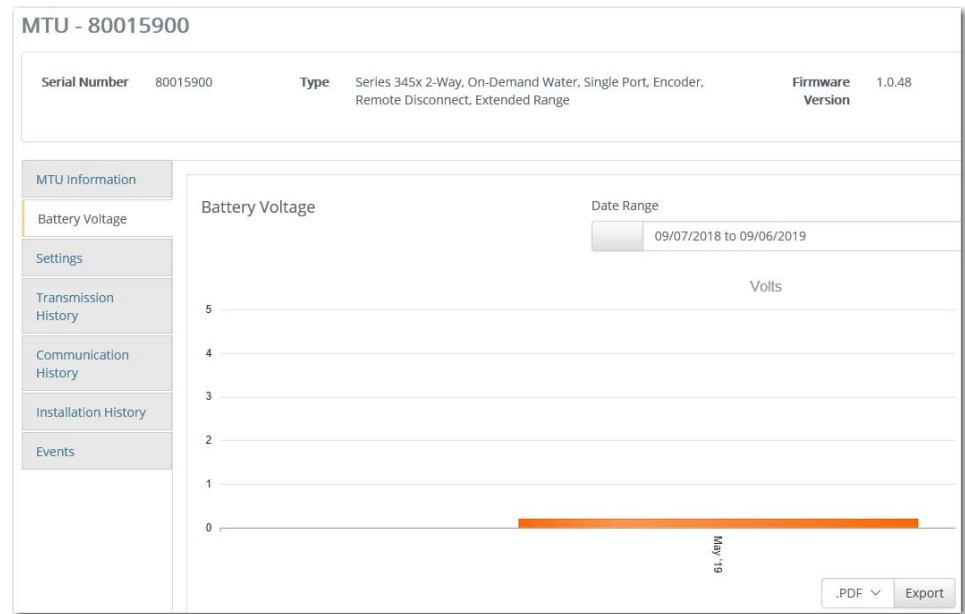 MTU - 80015900
Serial Number 80015900 Type Series 345x 2-Way, On-Demand Water, Single Port, Encoder, Firmware 1.0.48
Remote Disconnect, Extended Range Version
MTU Information
Battery Voltage
Settings
Transmission
History
Communication
History
Installation History
Events
Battery Voltage
Date Range
09/07/2018 to 09/06/2019
Volts
5
4
3
2
1
0
May '19
.PDF Export